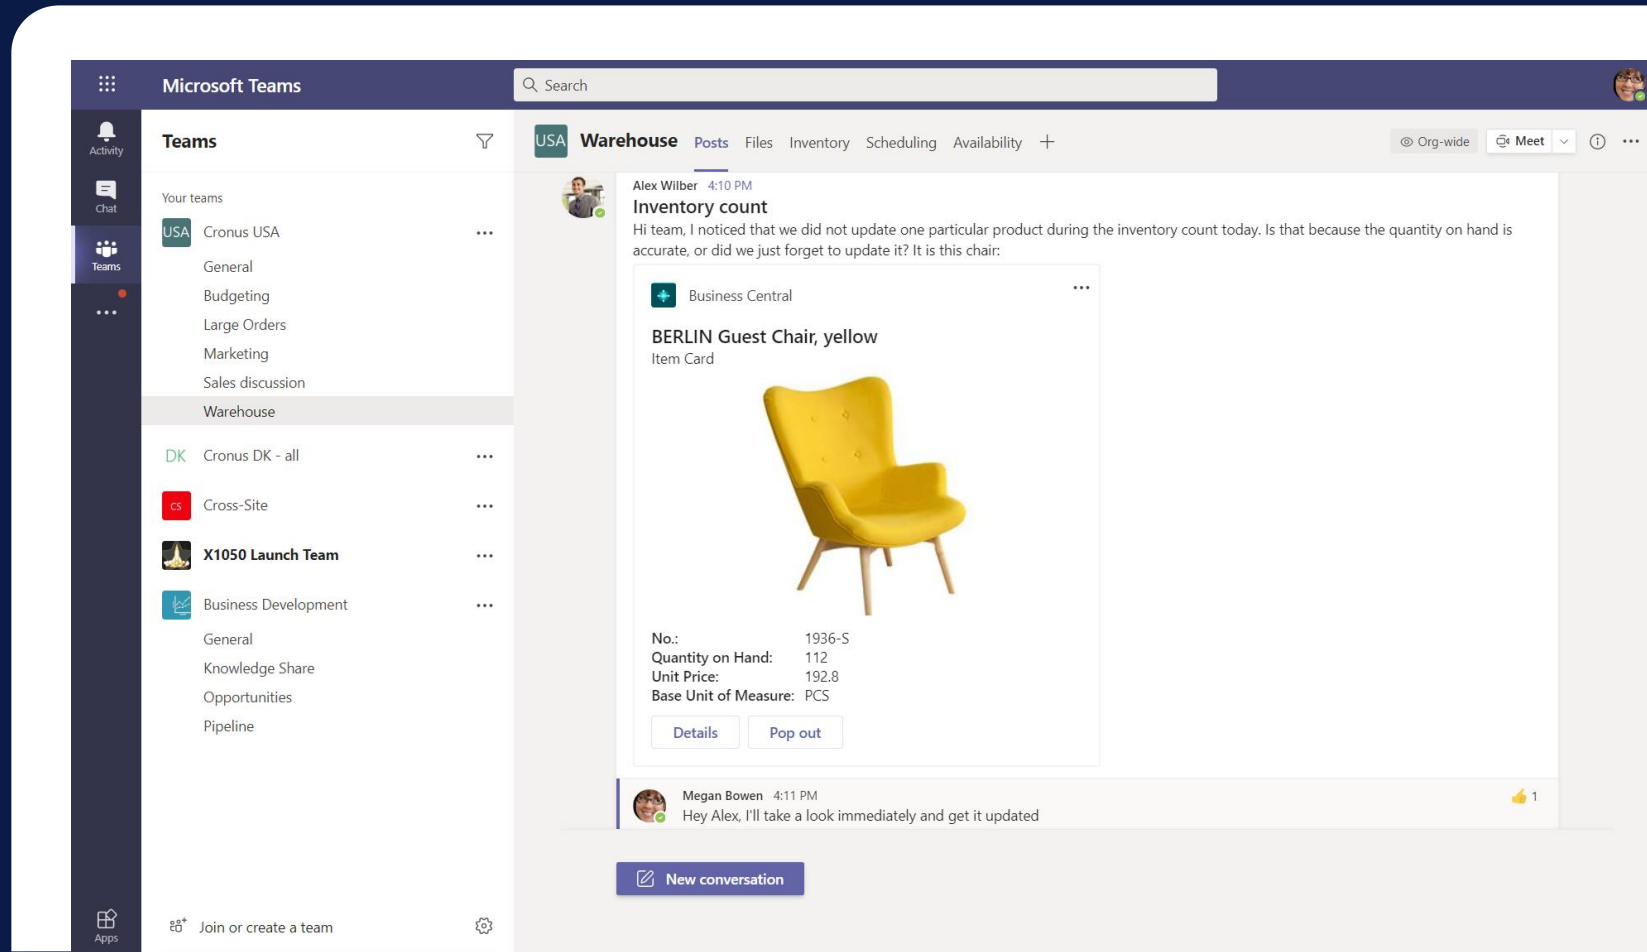 Microsoft Teams
Search
Activity
Chat
Teams
Apps
Teams
Your teams
USA Cronus USA
General
Budgeting
Large Orders
Marketing
Sales discussion
Warehouse
DK Cronus DK - all
CS Cross-Site
X1050 Launch Team
Business Development
General
Knowledge Share
Opportunities
Pipeline
Join or create a team
USA Warehouse Posts Files Inventory Scheduling Availability
Org-wide Meet
Alex Wilber 4:10 PM
Inventory count
Hi team, I noticed that we did not update one particular product during the inventory count today. Is that because the quantity on hand is
accurate, or did we just forget to update it? It is this chair:
Business Central
BERLIN Guest Chair, yellow
Item Card
No.: 1936-S
Quantity on Hand: 112
Unit Price: 192.8
Base Unit of Measure: PCS
Details Pop out
Megan Bowen 4:11 PM
Hey Alex, I'll take a look immediately and get it updated
1
New conversation